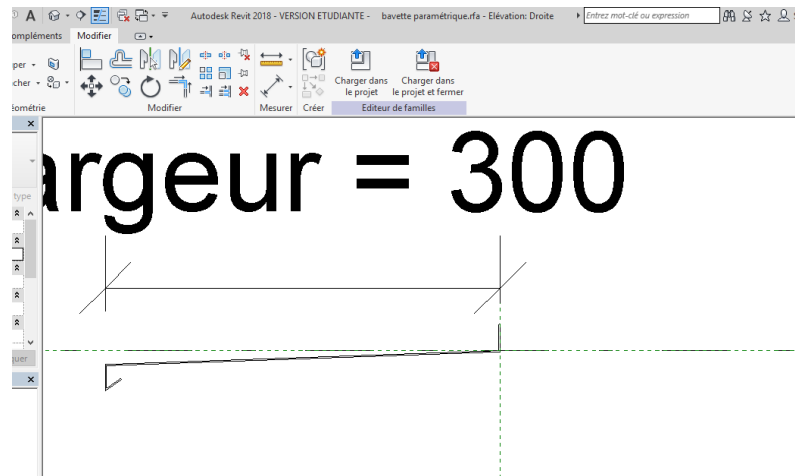 A Autodesk Revit 2018 - VERSION ETUDIANTE - bavette paramétrique.rfa - Elévation: Droite Entrez mot-clé ou expression
ompléments Modifier
per
cher
éométrie Modifier Mesurer Créer
Charger dans le projet
Charger dans le projet et fermer
Editeur de familles
type
quer
argeur = 300